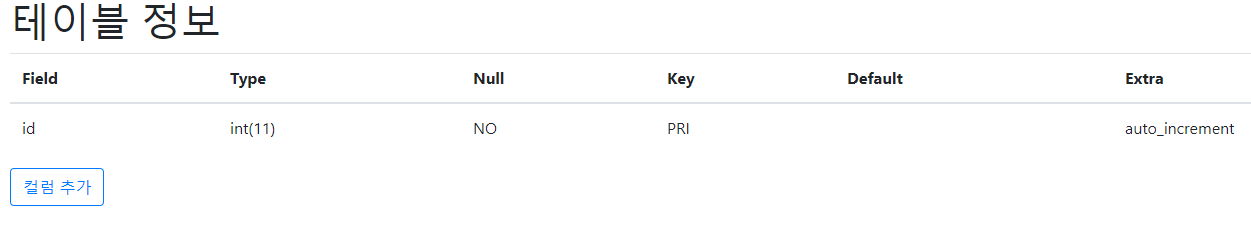 테이블 정보
Field Type Null Key Default Extra
id int(11) NO PRI auto_increment
컬럼 추가